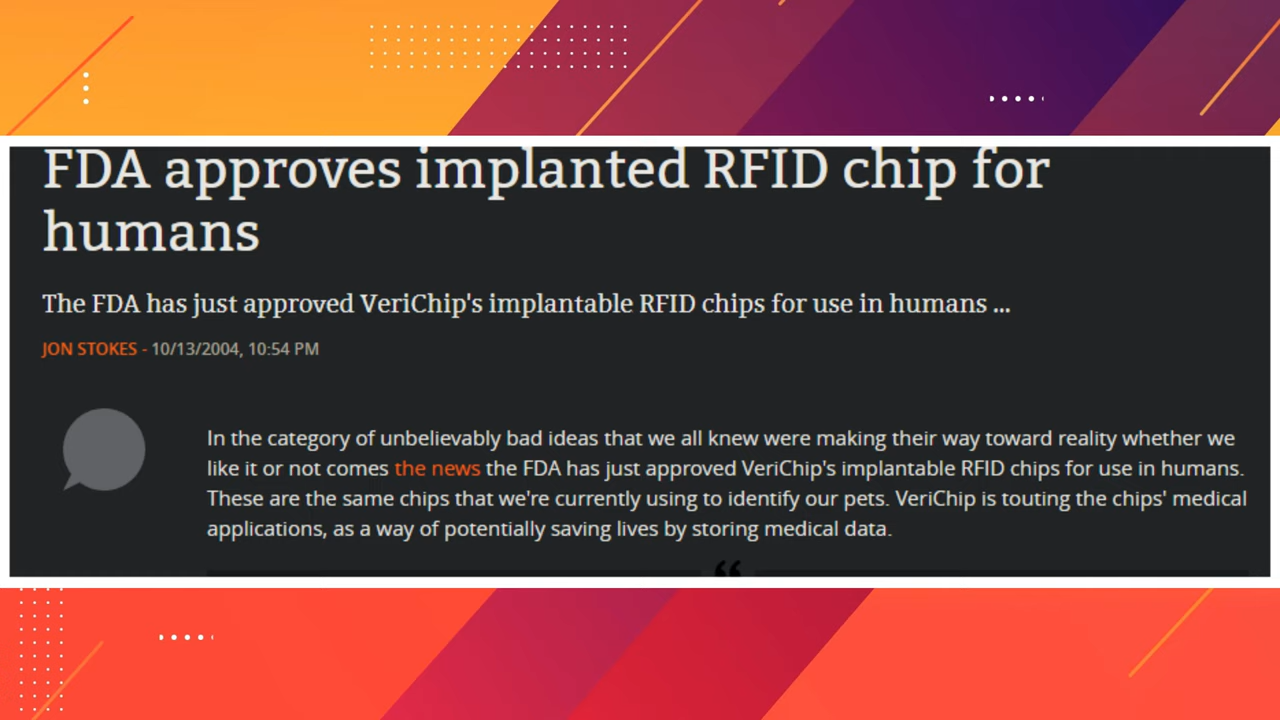 FDA approves implanted RFID chip for
humans
The FDA has just approved VeriChip's implantable RFID chips for use in humans ...
JON STOKES - 10/13/2004, 10:54 PM
In the category of unbelievably bad ideas that we all knew were making their way toward reality whether we
like it or not comes the news the FDA has just approved VeriChip's implantable RFID chips for use in humans.
These are the same chips that we're currently using to identify our pets. VeriChip is touting the chips' medical
applications, as a way of potentially saving lives by storing medical data.
“